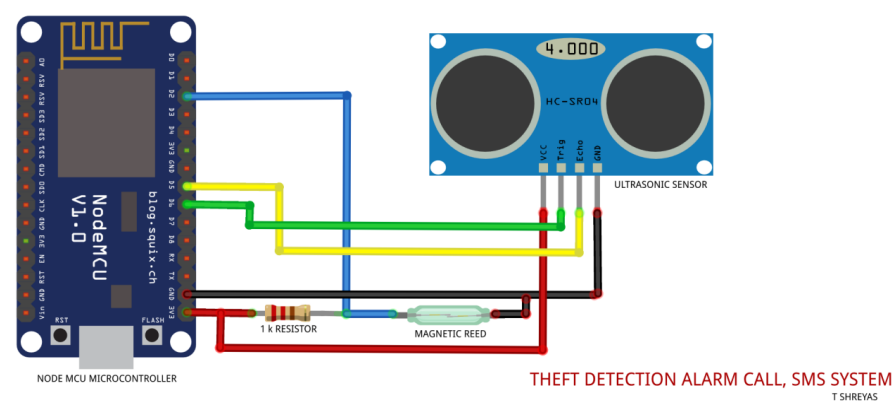 4.000
HC-SR04
VCC
Trig
Echo
GND
ULTRASONIC SENSOR
A0
RSV
RSV
SD3
SD2
SD1
CMD
SD0
CLK
GND
3V3
EN
RST
GND
Vin
D0
D1
D2
D3
D4
3V3
GND
D5
D6
D7
D8
RX
TX
GND
3V3
NodeMCU
V1.0
blog.squix.ch
RST
FLASH
1 k RESISTOR
MAGNETIC REED
NODE MCU MICROCONTROLLER
THEFT DETECTION ALARM CALL, SMS SYSTEM
T SHREYAS